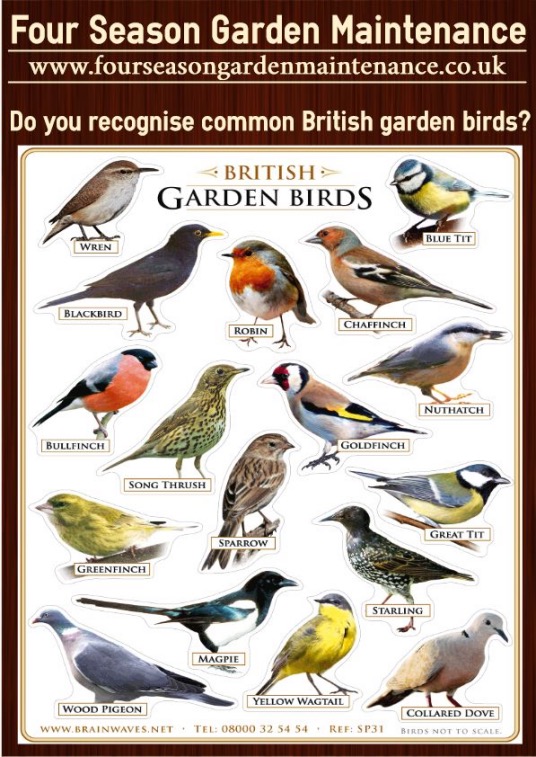 Four Season Garden Maintenance
www.fourseasongardenmaintenance.co.uk
Do you recognise common British garden birds?
BRITISH
GARDEN BIRDS
WREN
BLUE TIT
BLACKBIRD
ROBIN
CHAFFINCH
NUTHATCH
BULLFINCH
GOLDFINCH
SONG THRUSH
SPARROW
GREAT TIT
GREENFINCH
STARLING
MAGPIE
YELLOW WAGTAIL
WOOD PIGEON
COLLARED DOVE
WWW.BRAINWAVES.NET · TEL: 08000 32 54 54 · REF: SP31 BIRDS NOT TO SCALE.